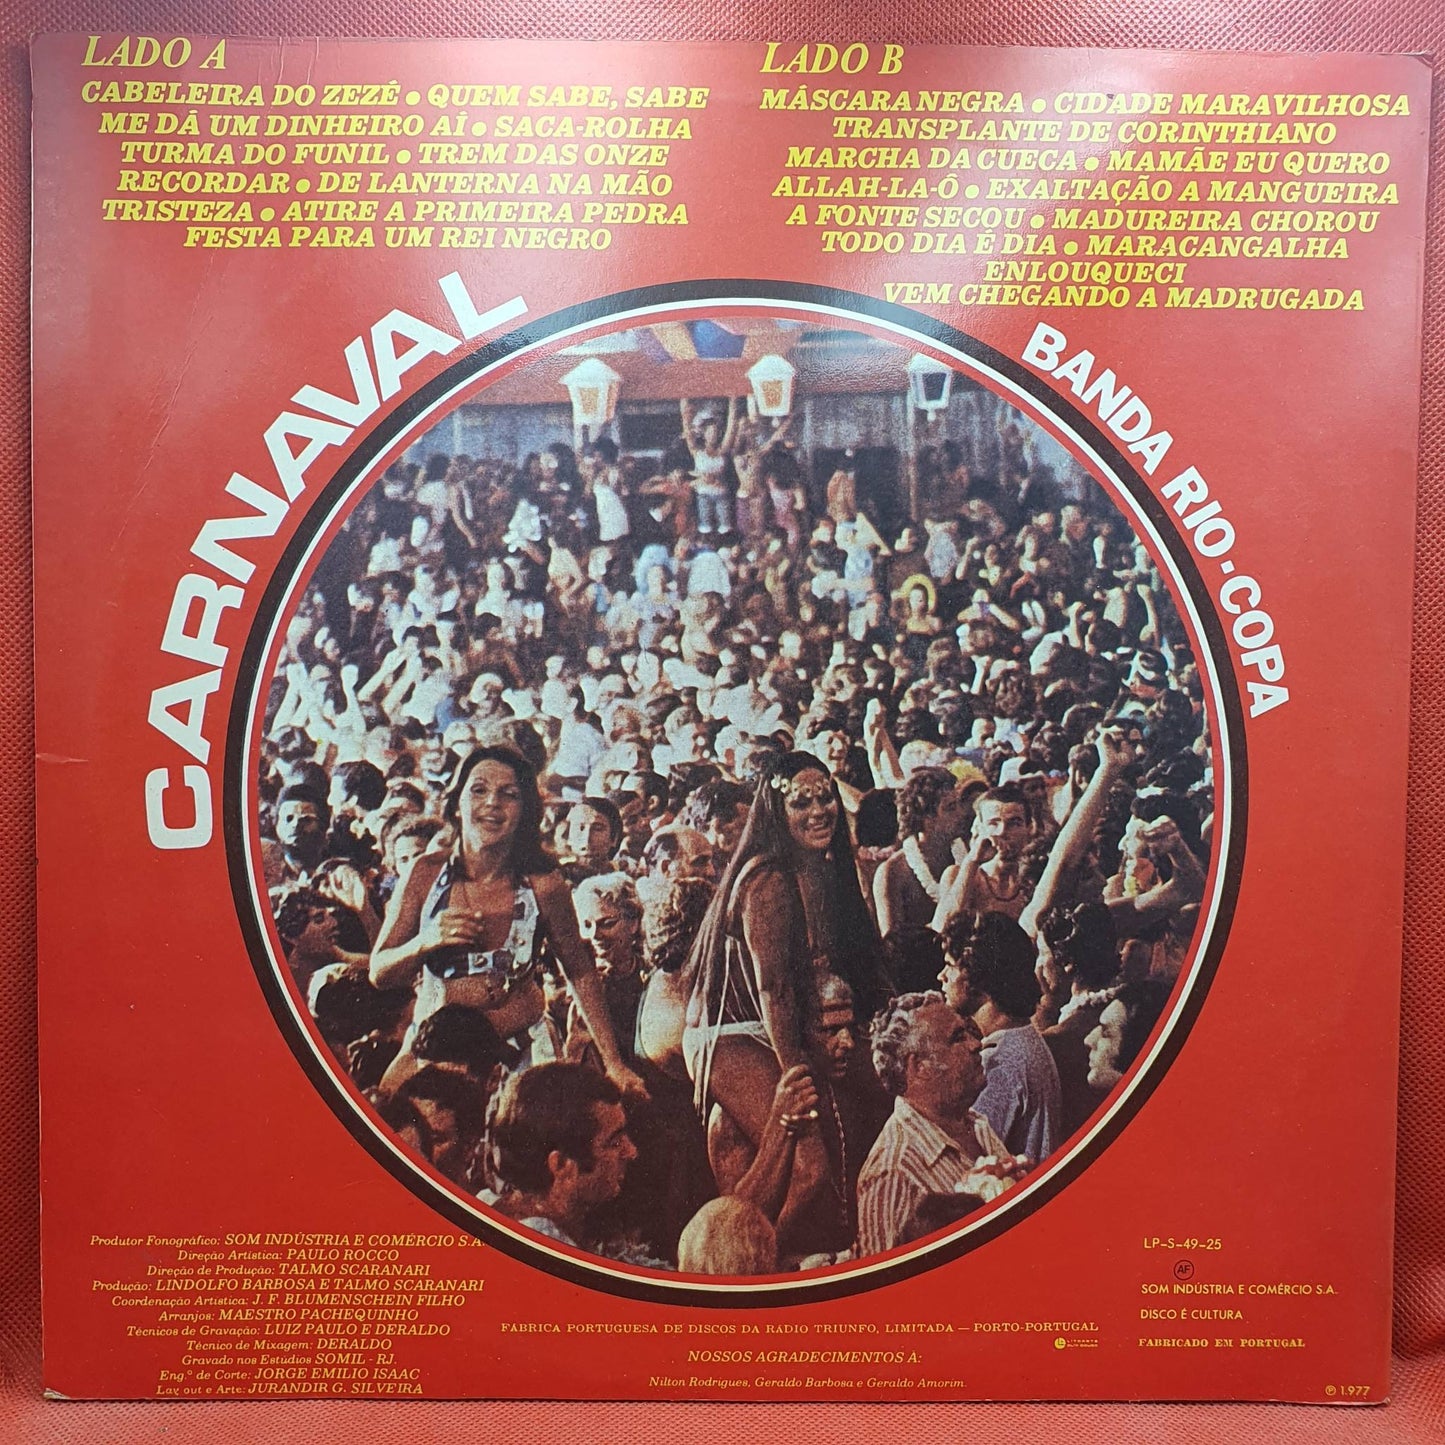 LADO A
CABELEIRA DO ZEZÉ • QUEM SABE, SABE
ME DÁ UM DINHEIRO AÍ • SACA-ROLHA
TURMA DO FUNIL • TREM DAS ONZE
RECORDAR • DE LANTERNA NA MÃO
TRISTEZA • ATIRE A PRIMEIRA PEDRA
FESTA PARA UM REI NEGRO
LADO B
MÁSCARA NEGRA • CIDADE MARAVILHOSA
TRANSPLANTE DE CORINTHIANO
MARCHA DA CUECA • MAMÃE EU QUERO
ALLAH-LA-Ô • EXALTAÇÃO A MANGUEIRA
A FONTE SECOU • MADUREIRA CHOROU
TODO DIA É DIA • MARACANGALHA
ENLOUQUECI
VEM CHEGANDO A MADRUGADA
CARNAVAL
BANDA RIO-COPA
Produtor Fonográfico: SOM INDÚSTRIA E COMÉRCIO S.A.
Direção Artística: PAULO ROCCO
Direção de Produção: TALMO SCARANARI
Produção: LINDOLFO BARBOSA E TALMO SCARANARI
Coordenação Artística: J. F. BLUMENSCHEIN FILHO
Arranjos: MAESTRO PACHEQUINHO
Técnicos de Gravação: LUIZ PAULO E DERALDO
Técnico de Mixagem: DERALDO
Gravado nos Estúdios SOMIL - RJ.
Eng.º de Corte: JORGE EMILIO ISAAC
Lay out e Arte: JURANDIR G. SILVEIRA
FÁBRICA PORTUGUESA DE DISCOS DA RÁDIO TRIUNFO, LIMITADA — PORTO-PORTUGAL
NOSSOS AGRADECIMENTOS À:
Nilton Rodrigues, Geraldo Barbosa e Geraldo Amorim.
LP-S-49-25
AF
SOM INDÚSTRIA E COMÉRCIO S.A.
DISCO É CULTURA
FABRICADO EM PORTUGAL
℗ 1.977